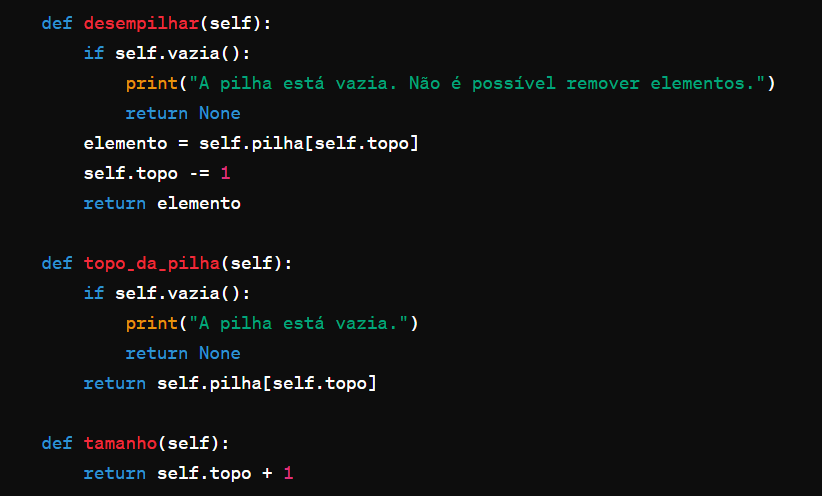 def desempilhar(self):
    if self.vazia():
        print("A pilha está vazia. Não é possível remover elementos.")
        return None
    elemento = self.pilha[self.topo]
    self.topo -= 1
    return elemento

def topo_da_pilha(self):
    if self.vazia():
        print("A pilha está vazia.")
        return None
    return self.pilha[self.topo]

def tamanho(self):
    return self.topo + 1